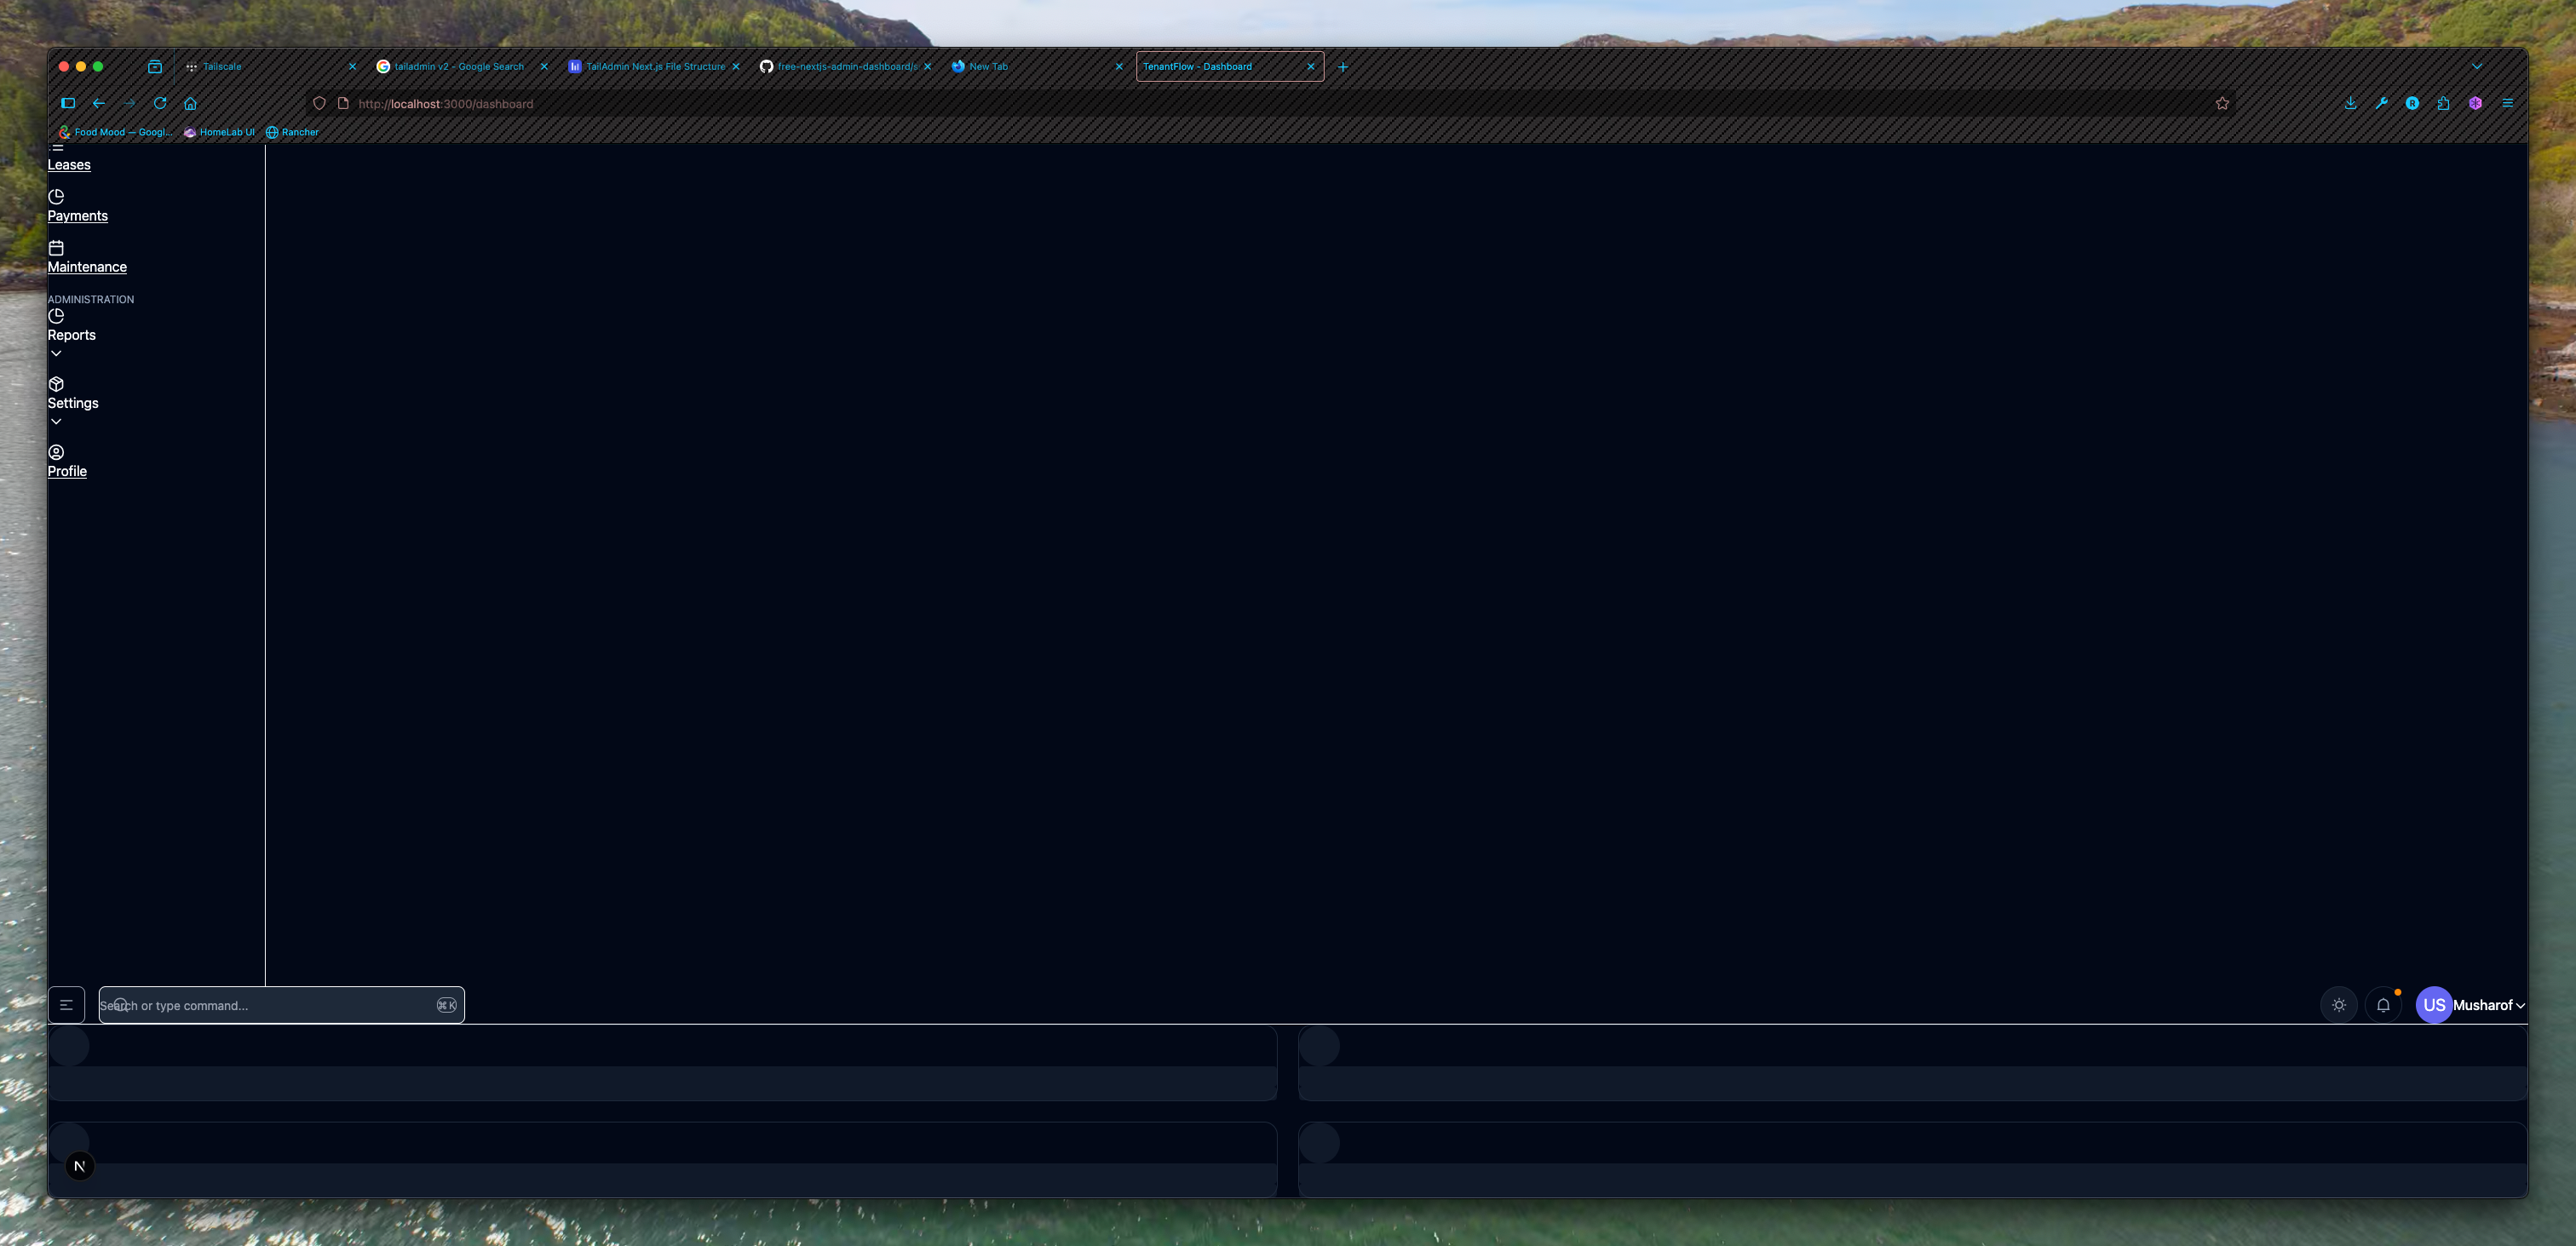 Tailscale
tailadmin v2 - Google Search
TailAdmin Next.js File Structure
free-nextjs-admin-dashboard/s
New Tab
TenantFlow - Dashboard
http://localhost:3000/dashboard
Food Mood — Googl...
HomeLab UI
Rancher
Leases
Payments
Maintenance
ADMINISTRATION
Reports
Settings
Profile
Search or type command...
⌘ K
US
Musharof
N